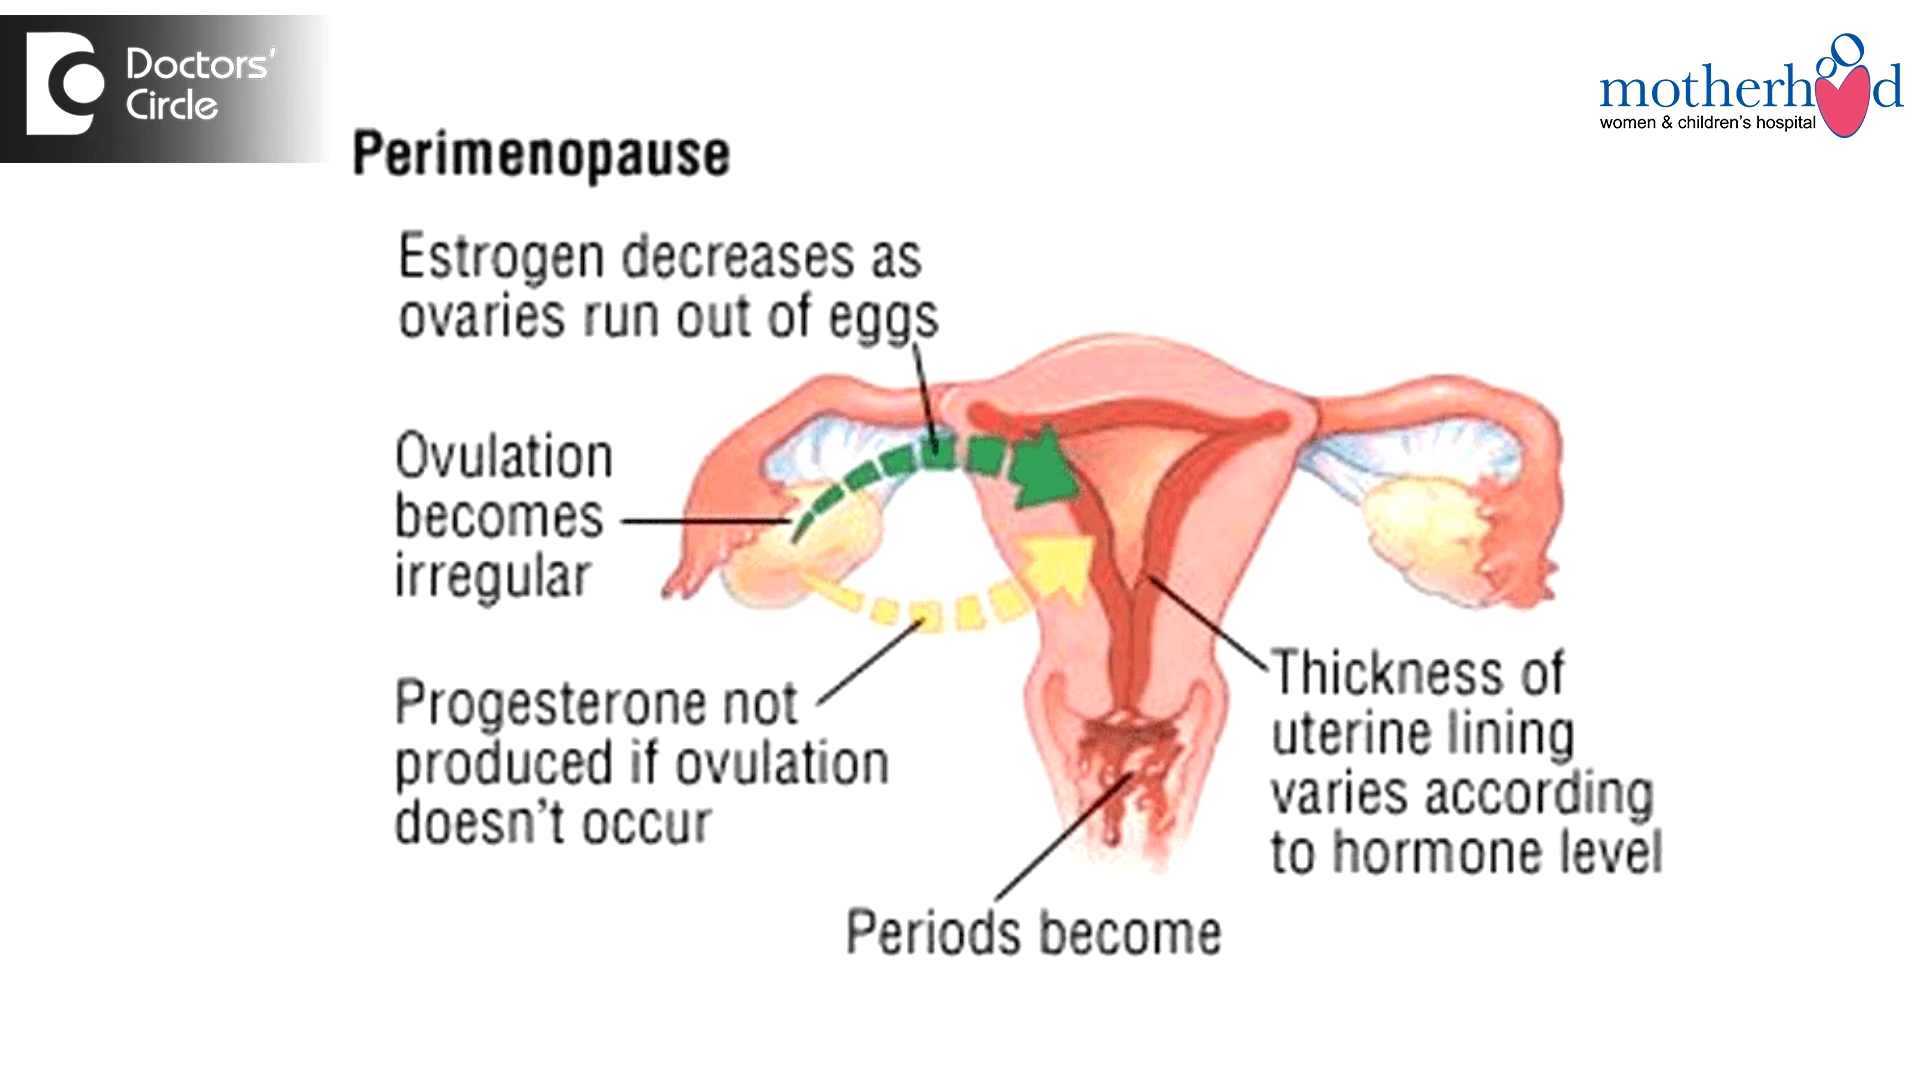 Doctors'
Circle
motherhood
women & children's hospital
Perimenopause
Estrogen decreases as
ovaries run out of eggs
Ovulation
becomes
irregular
Progesterone not
produced if ovulation
doesn't occur
Thickness of
uterine lining
varies according
to hormone level
Periods become